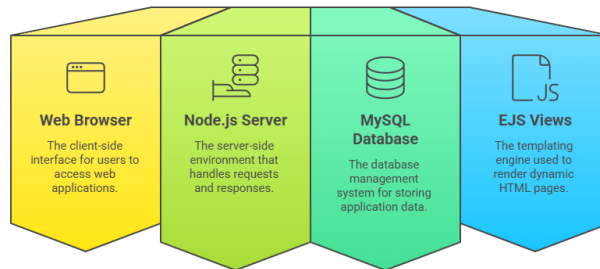 JS
Web Browser
The client-side
interface for users to
access web
applications.
Node.js Server
The server-side
environment that
handles requests
and responses.
MySQL
Database
The database
management
system for storing
application data.
EJS Views
The templating
engine used to
render dynamic
HTML pages.